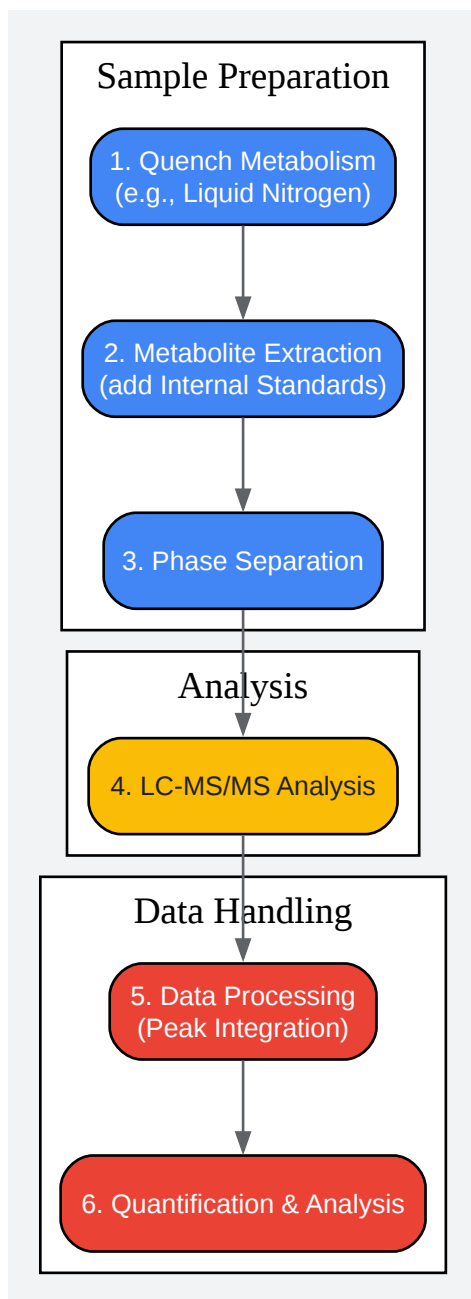 Sample Preparation
1. Quench Metabolism
(e.g., Liquid Nitrogen)
2. Metabolite Extraction
(add Internal Standards)
3. Phase Separation
Analysis
4. LC-MS/MS Analysis
Data Handling
5. Data Processing
(Peak Integration)
6. Quantification & Analysis